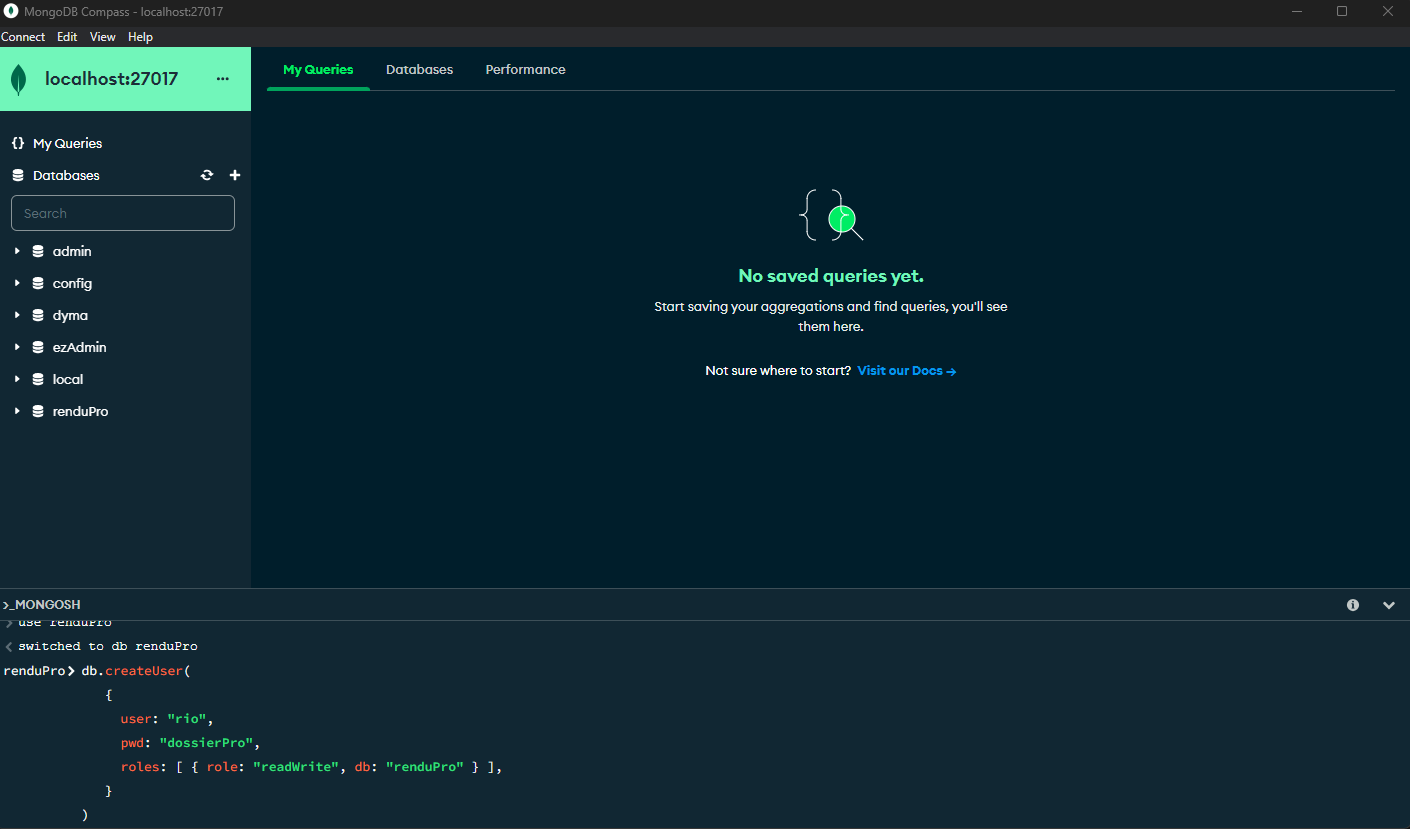 MongoDB Compass - localhost:27017
Connect Edit View Help
localhost:27017 ...
My Queries Databases Performance
{} My Queries
Databases
Search
admin
config
dyma
ezAdmin
local
renduPro
No saved queries yet.
Start saving your aggregations and find queries, you'll see
them here.
Not sure where to start? Visit our Docs →
>_MONGOSH
> use renduPro
< switched to db renduPro
renduPro> db.createUser(
{
user: "rio",
pwd: "dossierPro",
roles: [ { role: "readWrite", db: "renduPro" } ],
}
)